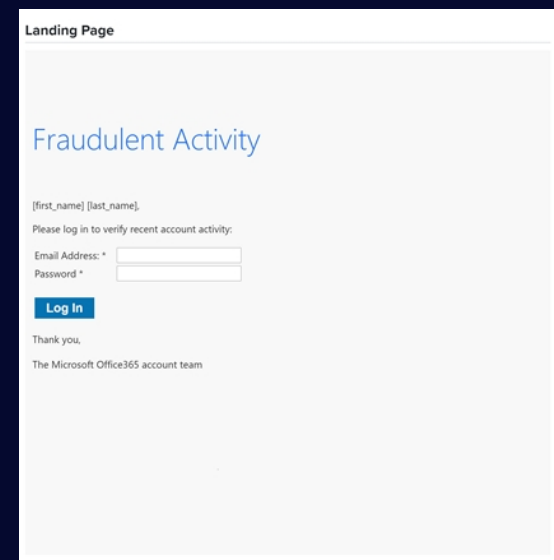 Landing Page
Fraudulent Activity
[first_name] [last_name],
Please log in to verify recent account activity:
Email Address: *
Password *
Log In
Thank you,
The Microsoft Office365 account team